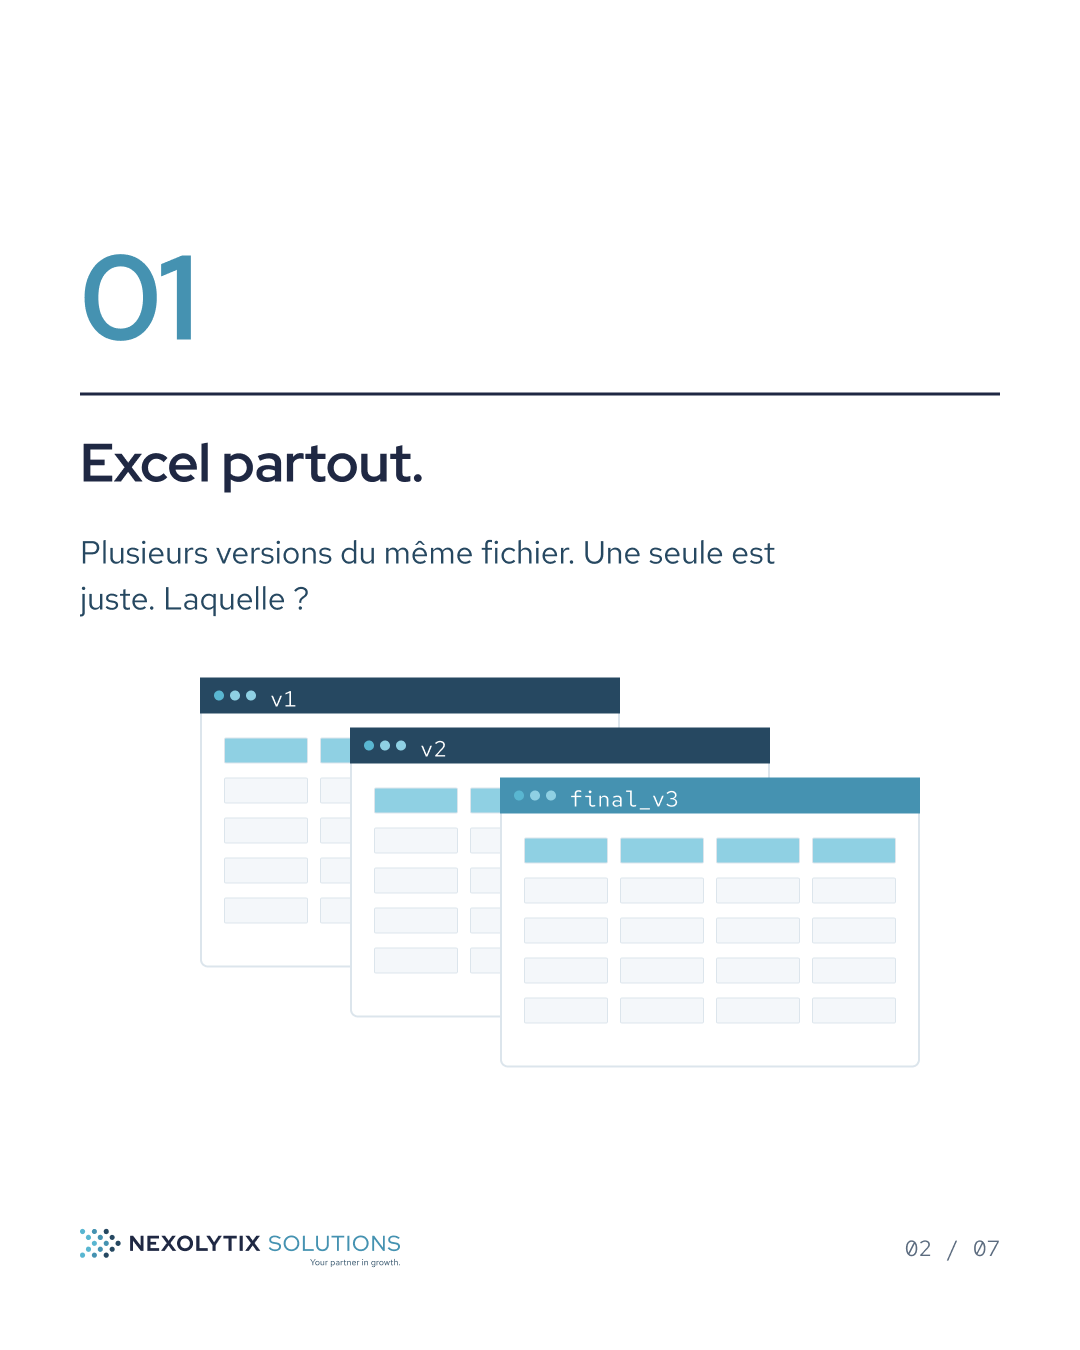 01
Excel partout.
Plusieurs versions du même fichier. Une seule est
juste. Laquelle ?
v1
v2
final_v3
NEXOLYTIX SOLUTIONS
Your partner in growth.
02 / 07